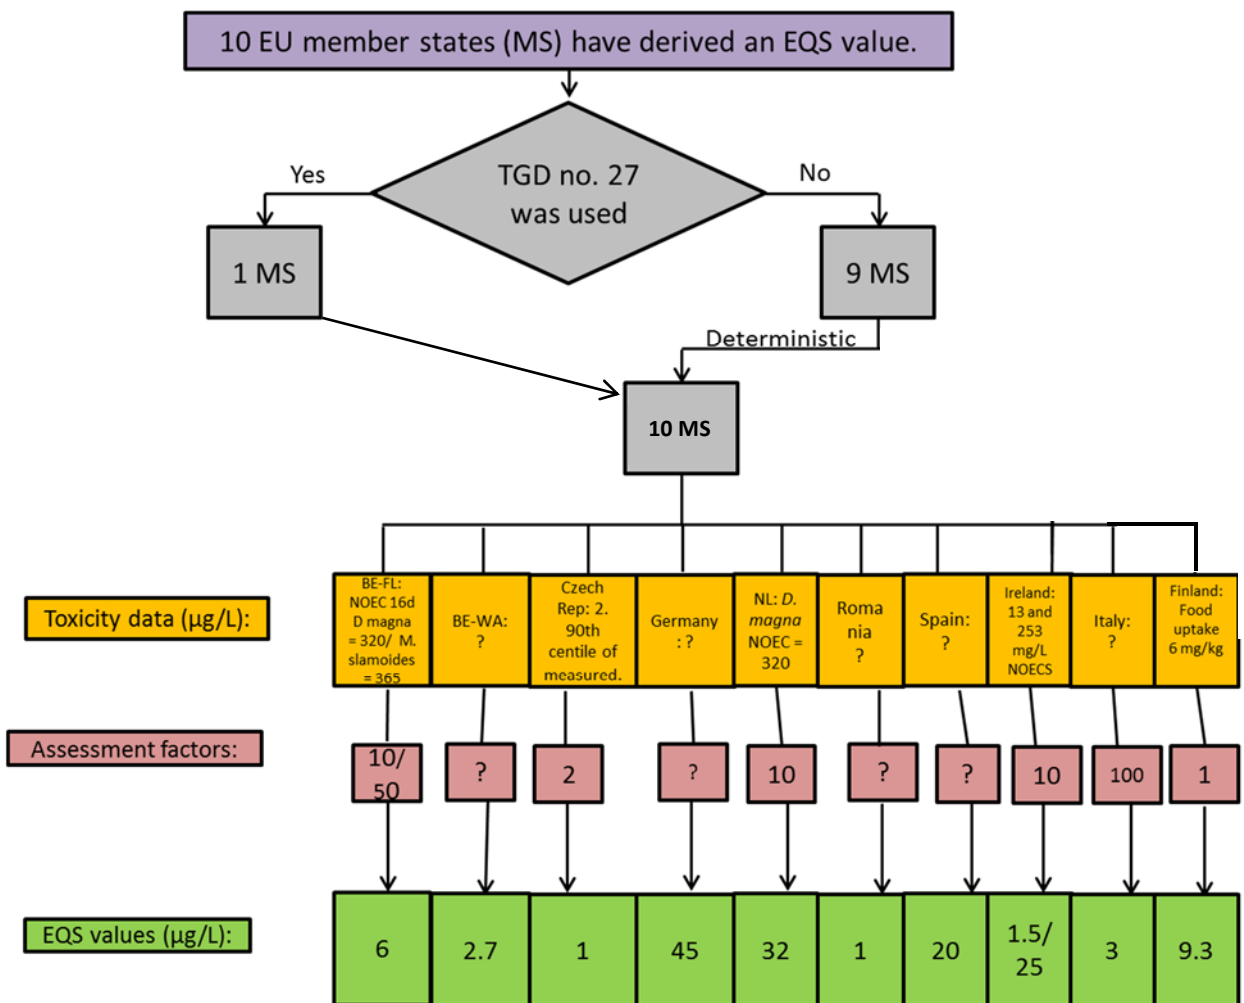 10 EU member states (MS) have derived an EQS value.
TGD no. 27
was used
Yes
No
1 MS
9 MS
Deterministic
10 MS
Toxicity data (µg/L):
BE-FL:
NOEC 16d
D magna
= 320/ M.
slamoides
= 365
BE-WA:
?
Czech
Rep: 2.
90th
centile of
measured.
Germany
: ?
NL: D.
magna
NOEC =
320
Roma
nia
?
Spain:
?
Ireland:
13 and
253
mg/L
NOECS
Italy:
?
Finland:
Food
uptake
6 mg/kg
Assessment factors:
10/
50
?
2
?
10
?
?
10
100
1
EQS values (µg/L):
6
2.7
1
45
32
1
20
1.5/
25
3
9.3